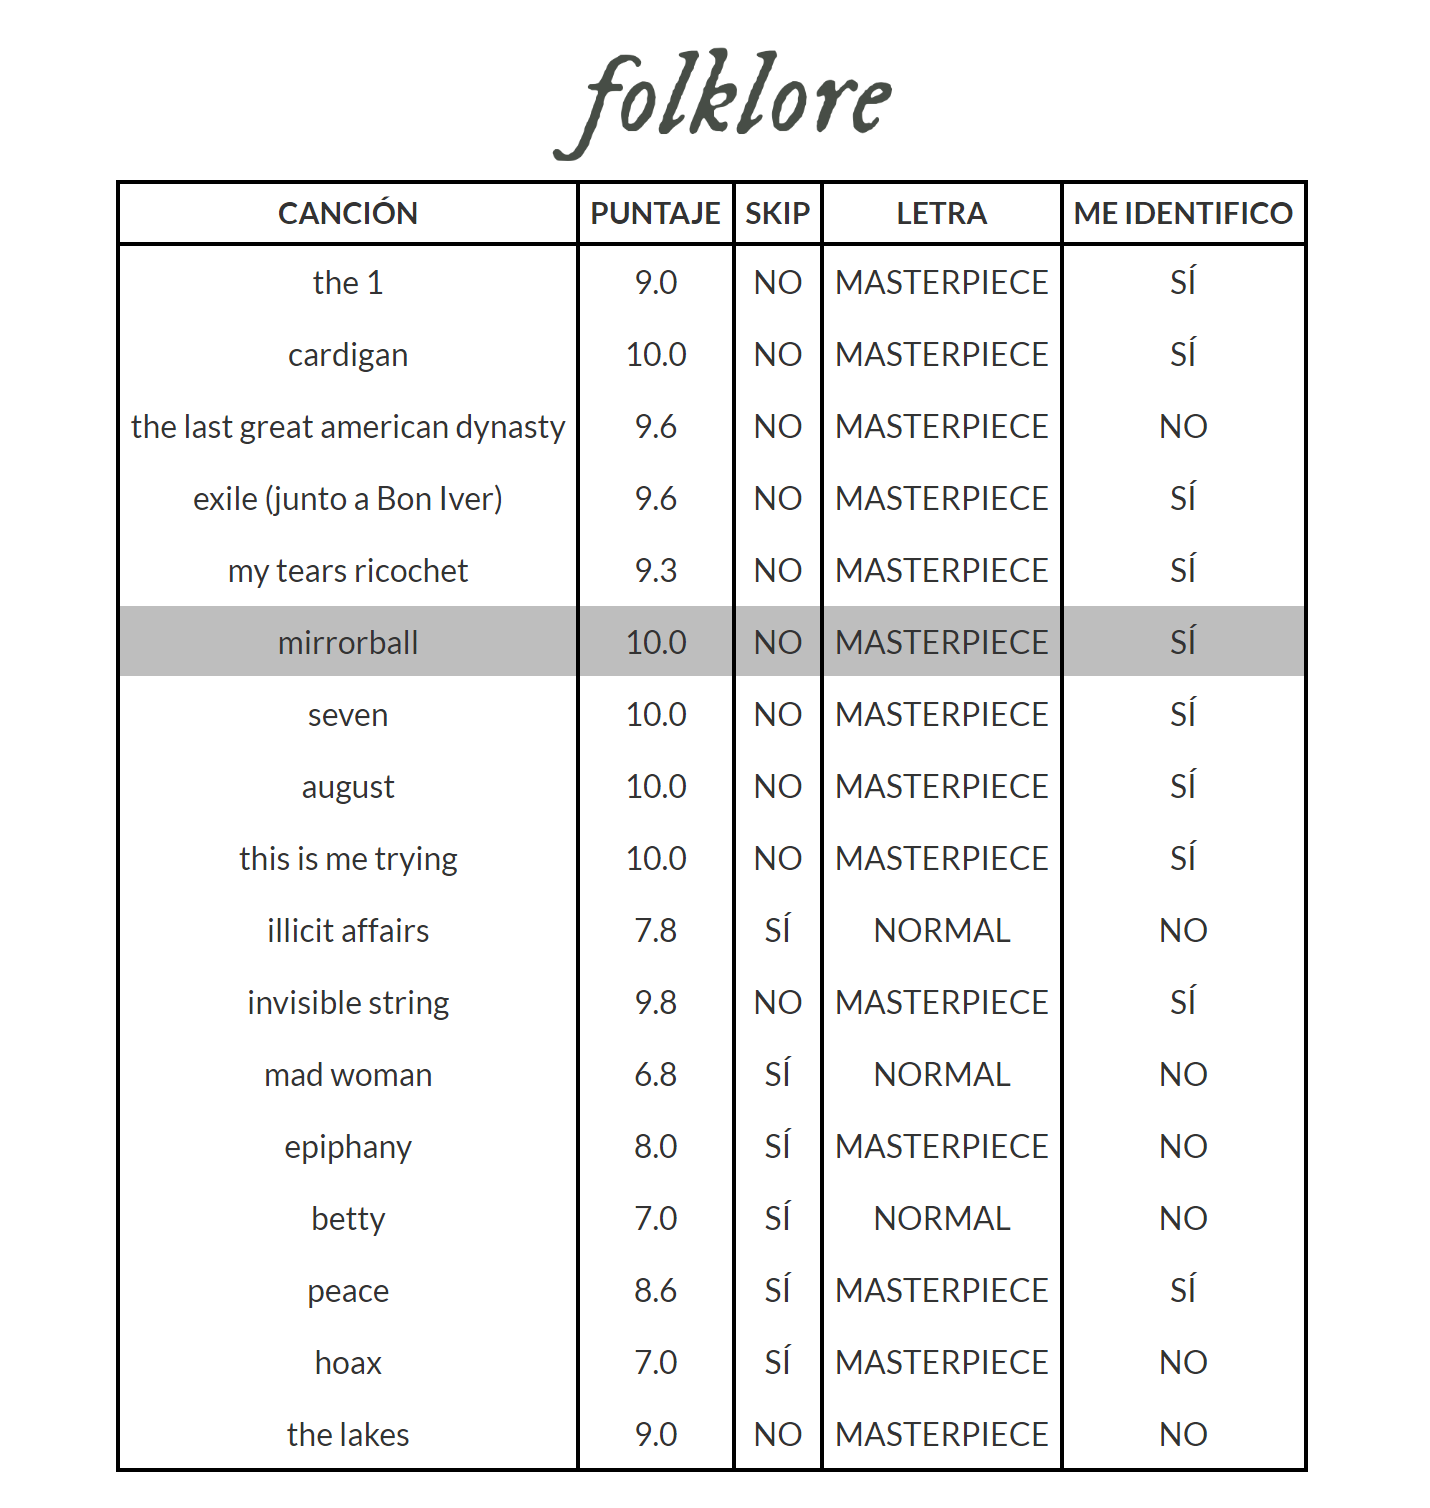 folklore
CANCIÓN PUNTAJE SKIP LETRA ME IDENTIFICO
the 1 9.0 NO MASTERPIECE SÍ
cardigan 10.0 NO MASTERPIECE SÍ
the last great american dynasty 9.6 NO MASTERPIECE NO
exile (junto a Bon Iver) 9.6 NO MASTERPIECE SÍ
my tears ricochet 9.3 NO MASTERPIECE SÍ
mirrorball 10.0 NO MASTERPIECE SÍ
seven 10.0 NO MASTERPIECE SÍ
august 10.0 NO MASTERPIECE SÍ
this is me trying 10.0 NO MASTERPIECE SÍ
illicit affairs 7.8 SÍ NORMAL NO
invisible string 9.8 NO MASTERPIECE SÍ
mad woman 6.8 SÍ NORMAL NO
epiphany 8.0 SÍ MASTERPIECE NO
betty 7.0 SÍ NORMAL NO
peace 8.6 SÍ MASTERPIECE SÍ
hoax 7.0 SÍ MASTERPIECE NO
the lakes 9.0 NO MASTERPIECE NO